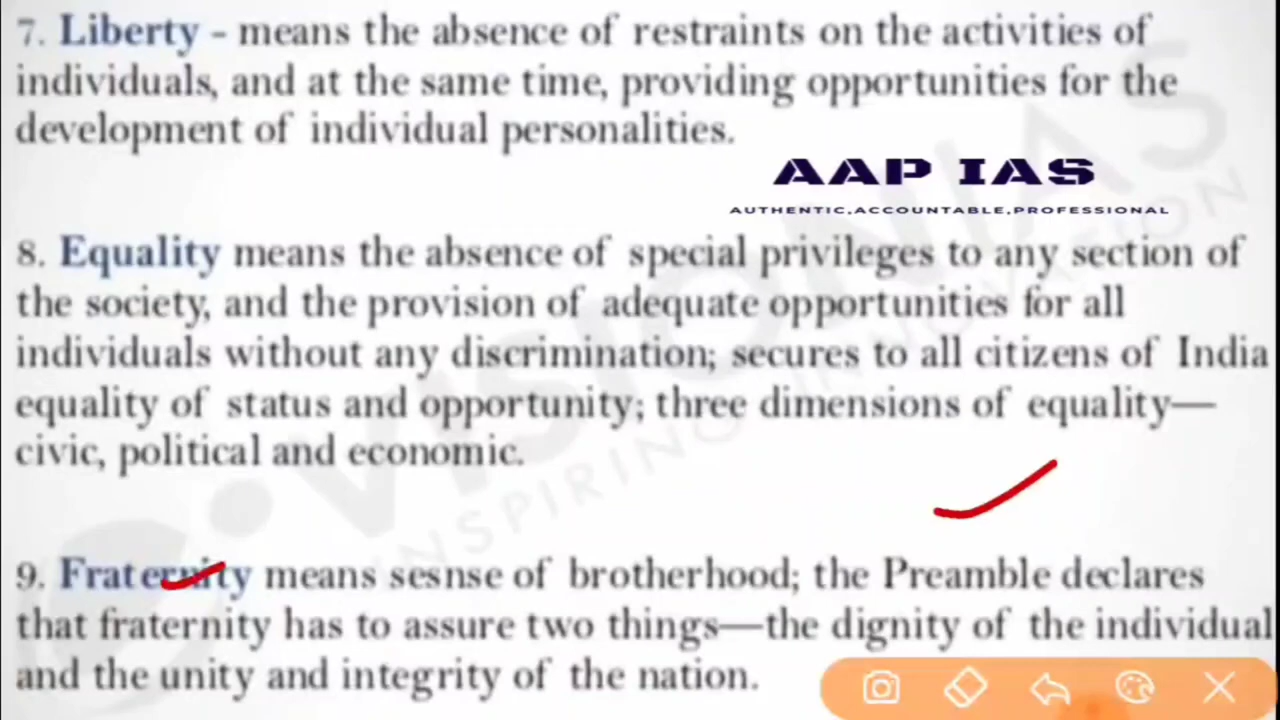 7. Liberty - means the absence of restraints on the activities of
individuals, and at the same time, providing opportunities for the
development of individual personalities.
AAP IAS
AUTHENTIC,ACCOUNTABLE,PROFESSIONAL
8. Equality means the absence of special privileges to any section of
the society, and the provision of adequate opportunities for all
individuals without any discrimination; secures to all citizens of India
equality of status and opportunity; three dimensions of equality—
civic, political and economic.
VISION IAS
INSPIRING INNOVATION
9. Fraternity means sesnse of brotherhood; the Preamble declares
that fraternity has to assure two things—the dignity of the individual
and the unity and integrity of the nation.